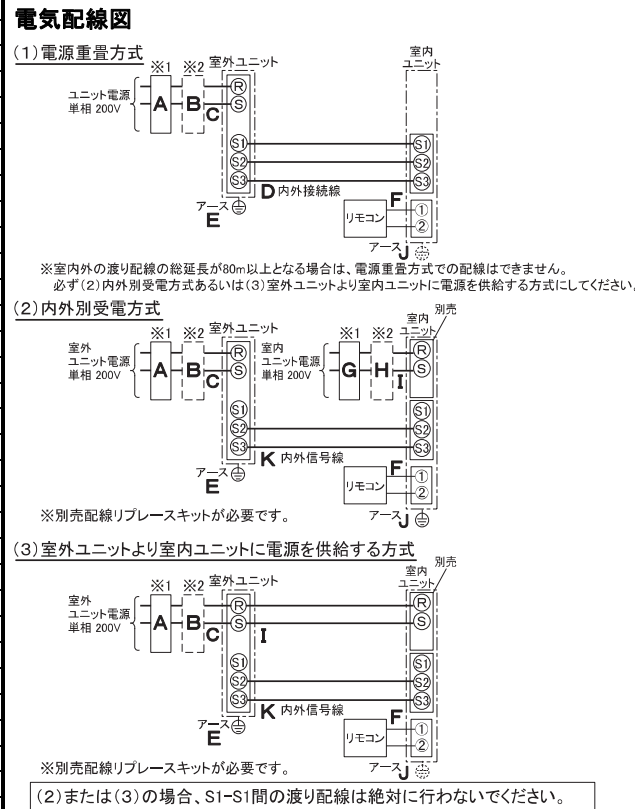 電気配線図
(1)電源重畳方式
※1 ※2 室外ユニット
室内
ユニット
ユニット電源
単相 200V
A B C
R
S
S1 S1
S2 S2
S3 S3
D 内外接続線
アース
E
F
リモコン
①
②
アース J
※室内外の渡り配線の総延長が80m以上となる場合は、電源重畳方式での配線はできません。
必ず(2)内外別受電方式あるいは(3)室外ユニットより室内ユニットに電源を供給する方式にしてください。
(2)内外別受電方式
※1 ※2 室外ユニット
※1 ※2
室内
ユニット
別売
室外
ユニット電源
単相 200V
A B C
R
S
室内
ユニット電源
単相 200V
G H I
R
S
S1 S1
S2 S2
S3 S3
K 内外信号線
アース
E
F
リモコン
①
②
アース J
※別売配線リプレースキットが必要です。
(3)室外ユニットより室内ユニットに電源を供給する方式
※1 ※2 室外ユニット
室内
ユニット
別売
室外
ユニット電源
単相 200V
A B C
R R
S S
I
S1 S1
S2 S2
S3 S3
K 内外信号線
アース
E
F
リモコン
①
②
アース J
※別売配線リプレースキットが必要です。
(2)または(3)の場合、S1-S1間の渡り配線は絶対に行わないでください。